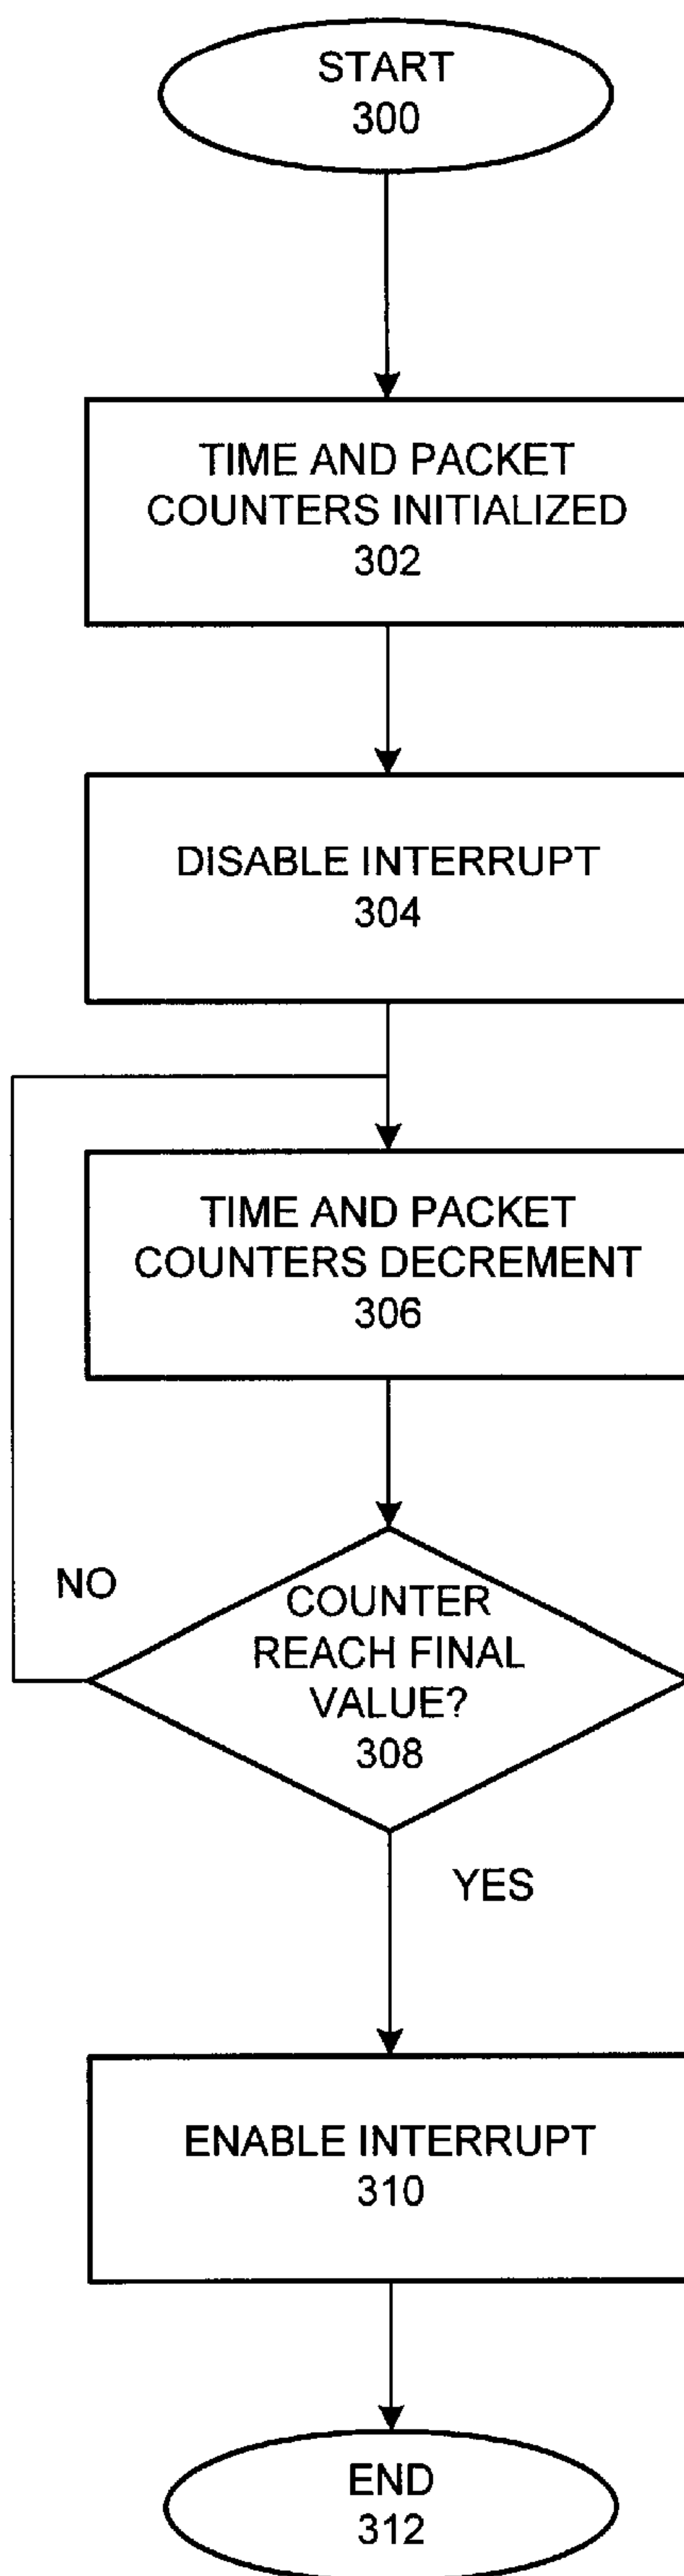 START
300
TIME AND PACKET
COUNTERS INITIALIZED
302
DISABLE INTERRUPT
304
TIME AND PACKET
COUNTERS DECREMENT
306
NO
COUNTER
REACH FINAL
VALUE?
308
YES
ENABLE INTERRUPT
310
END
312